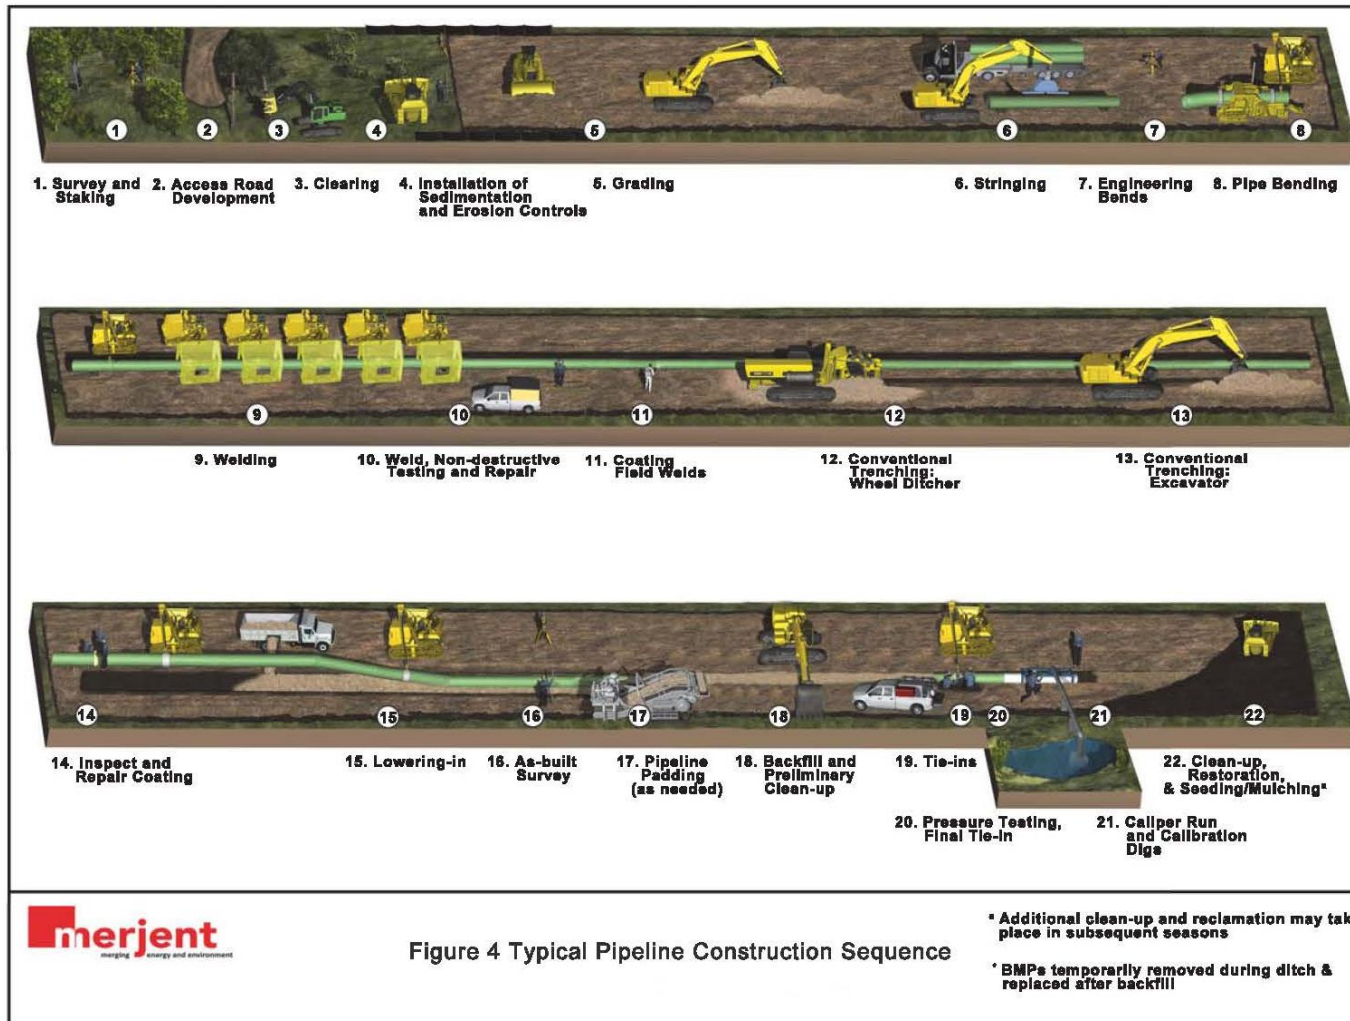 1
2
3
4
5
6
7
8
1. Survey and
Staking
2. Access Road
Development
3. Clearing
4. Installation of
Sedimentation
and Erosion Controls
5. Grading
6. Stringing
7. Engineering
Bends
8. Pipe Bending
9
10
11
12
13
9. Welding
10. Weld, Non-destructive
Testing and Repair
11. Coating
Field Welds
12. Conventional
Trenching:
Wheel Ditcher
13. Conventional
Trenching:
Excavator
14
15
16
17
18
19
20
21
22
14. Inspect and
Repair Coating
15. Lowering-in
16. As-built
Survey
17. Pipeline
Padding
(as needed)
18. Backfill and
Preliminary
Clean-up
19. Tie-ins
20. Pressure Testing,
Final Tie-in
21. Caliper Run
and Calibration
Digs
22. Clean-up,
Restoration,
& Seeding/Mulching*
merjent
merging energy and environment
Figure 4 Typical Pipeline Construction Sequence
* Additional clean-up and reclamation may tak
place in subsequent seasons
* BMPs temporarily removed during ditch &
replaced after backfill